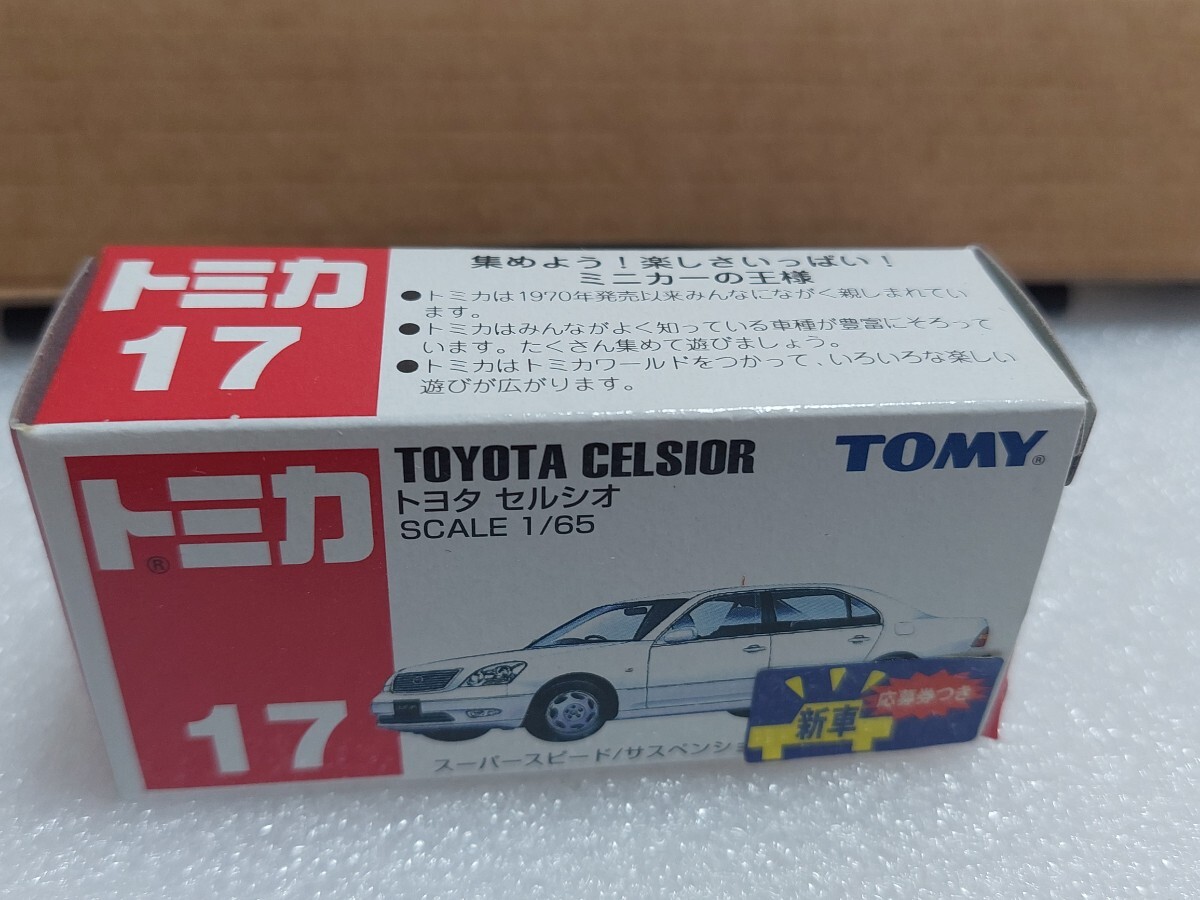 トミカ
17
集めよう！楽しさいっぱい！
ミニカーの王様
●トミカは1970年発売以来みんなにながく親しまれてい
ます。
●トミカはみんながよく知っている車種が豊富にそろって
います。たくさん集めて遊びましょう。
●トミカはトミカワールドをつかって、いろいろな楽しい
遊びが広がります。
トミカ®
17
TOYOTA CELSIOR
トヨタ セルシオ
SCALE 1/65
TOMY®
新車
応募券つき
スーパースピード/サスペンショ